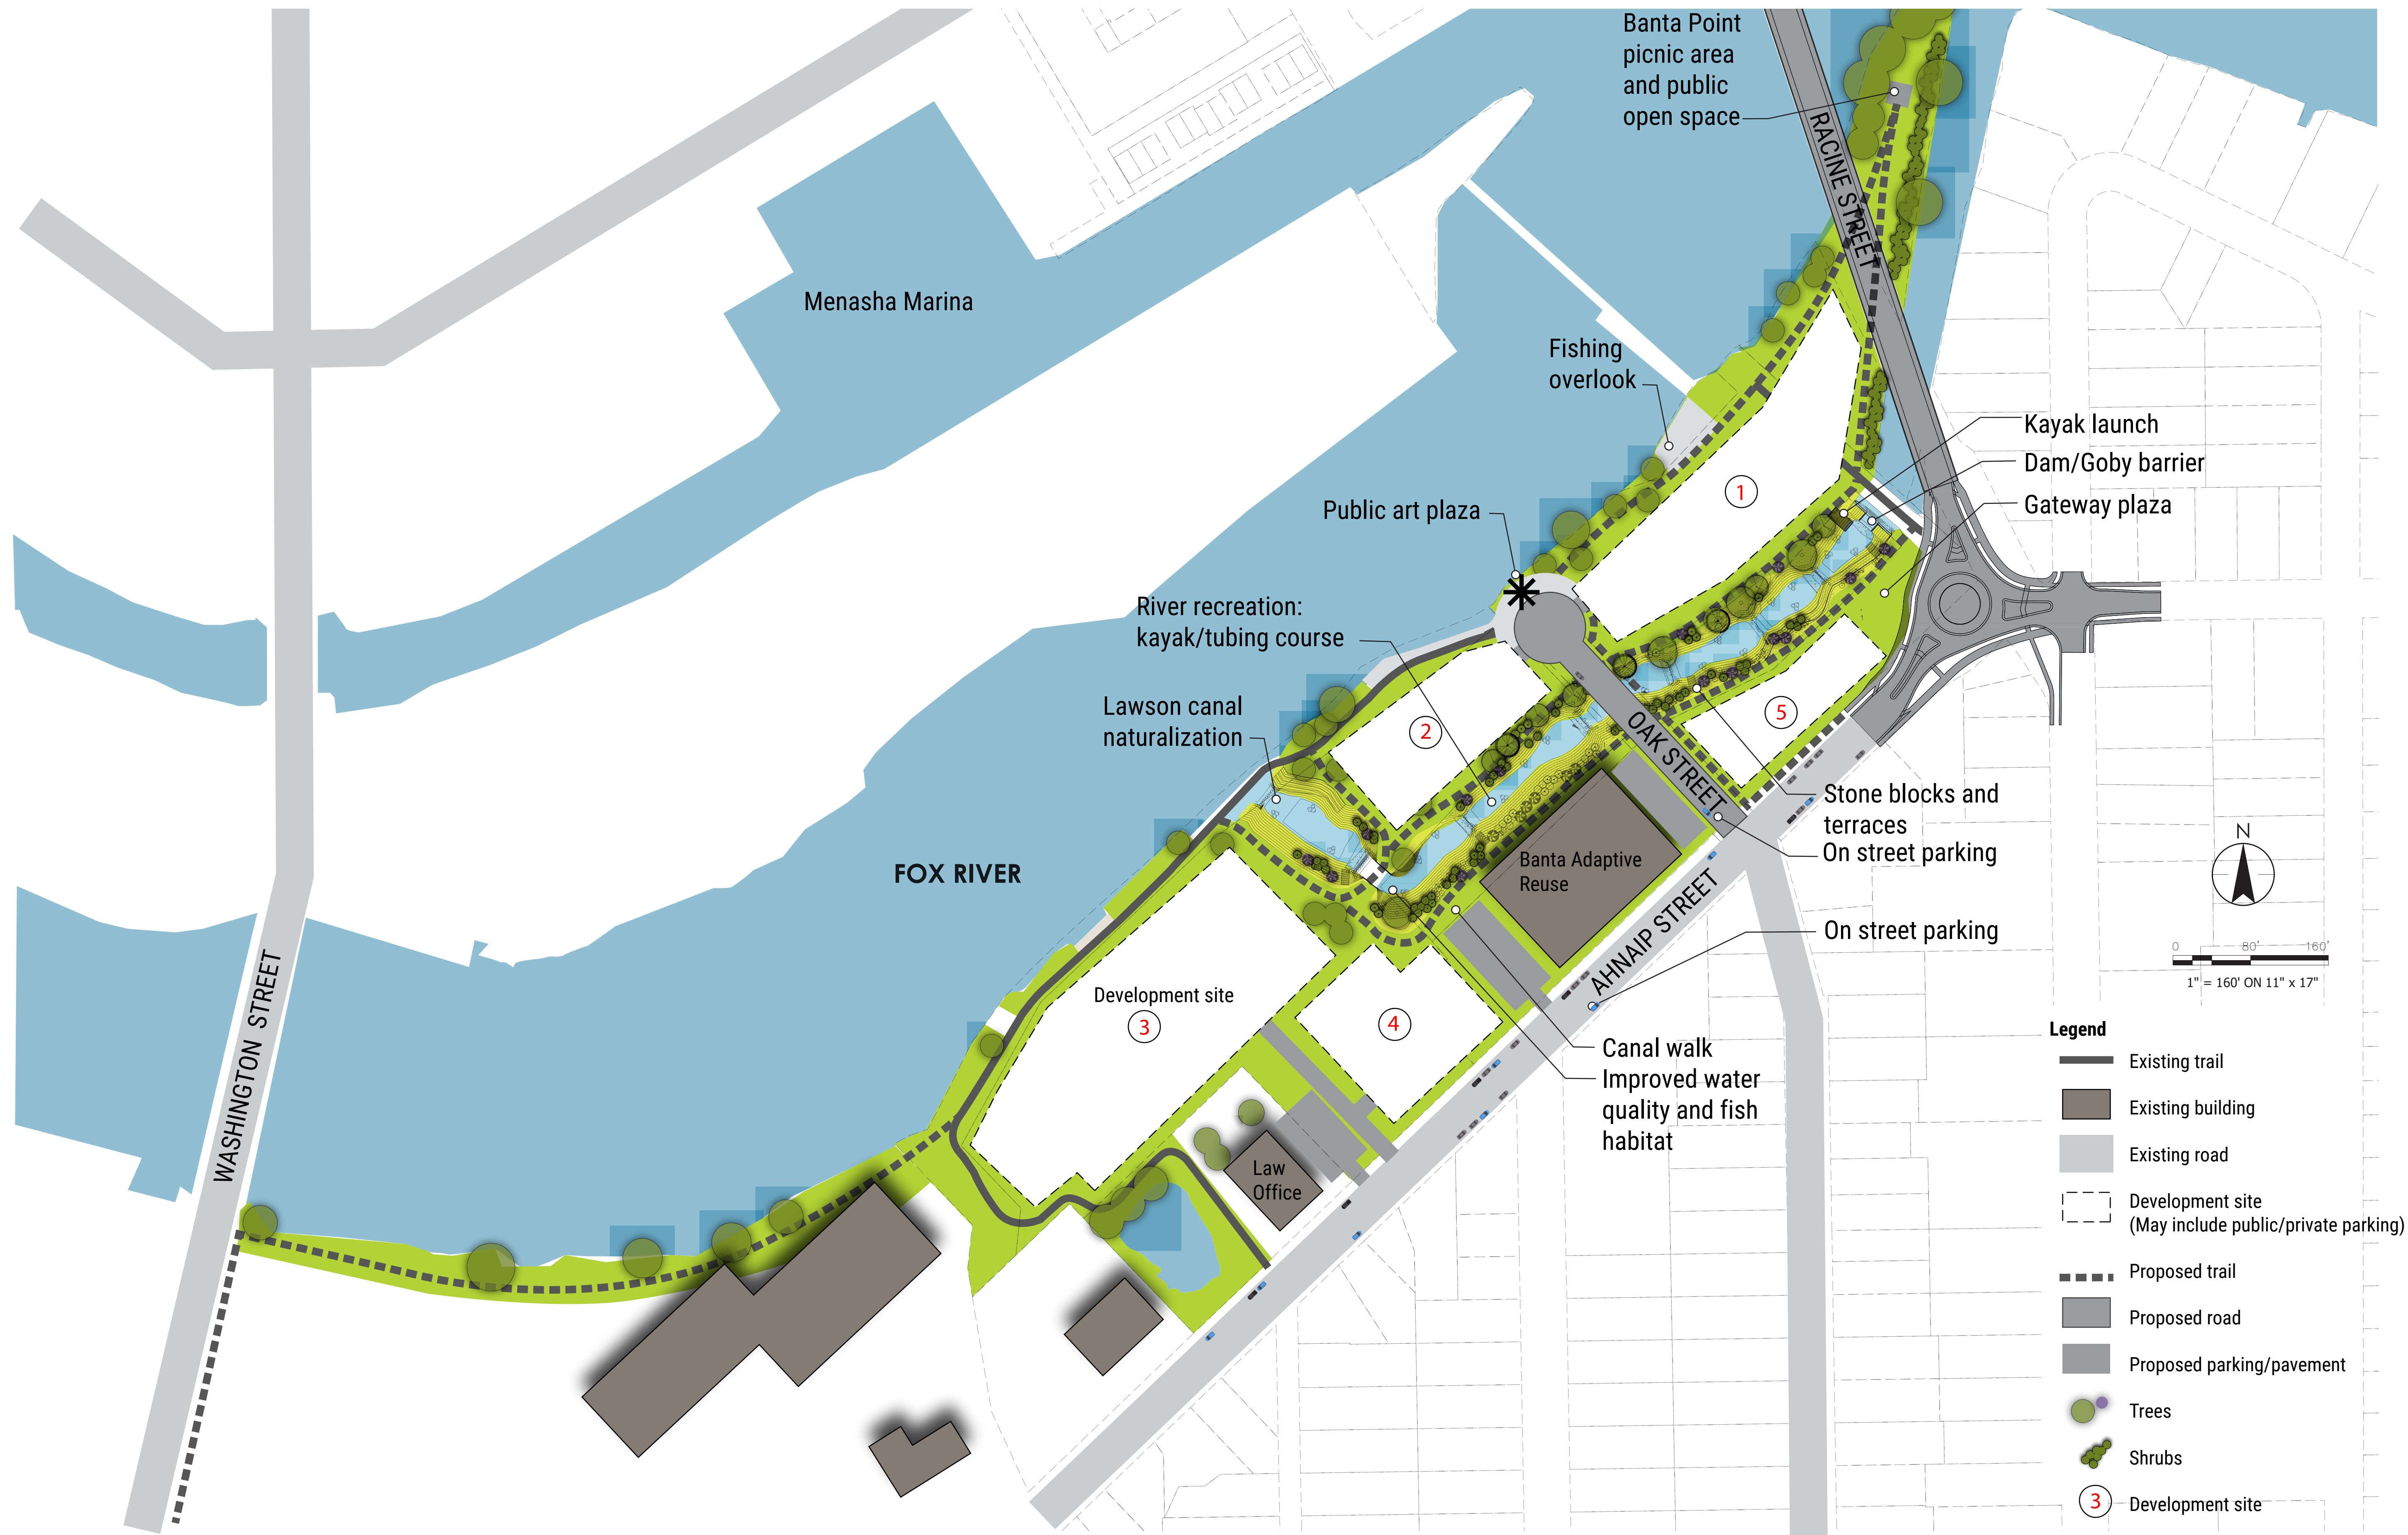 Banta Point
picnic area
and public
open space
RACINE STREET
Menasha Marina
Fishing
overlook
Kayak launch
Dam/Goby barrier
Gateway plaza
1
Public art plaza
River recreation:
kayak/tubing course
Lawson canal
naturalization
2
5
OAK STREET
Stone blocks and
terraces
On street parking
Banta Adaptive
Reuse
FOX RIVER
AHNAIP STREET
On street parking
N
0 80' 160'
1" = 160' ON 11" x 17"
WASHINGTON STREET
Development site
3
4
Canal walk
Improved water
quality and fish
habitat
Law
Office
Legend
Existing trail
Existing building
Existing road
Development site
(May include public/private parking)
Proposed trail
Proposed road
Proposed parking/pavement
Trees
Shrubs
3 Development site